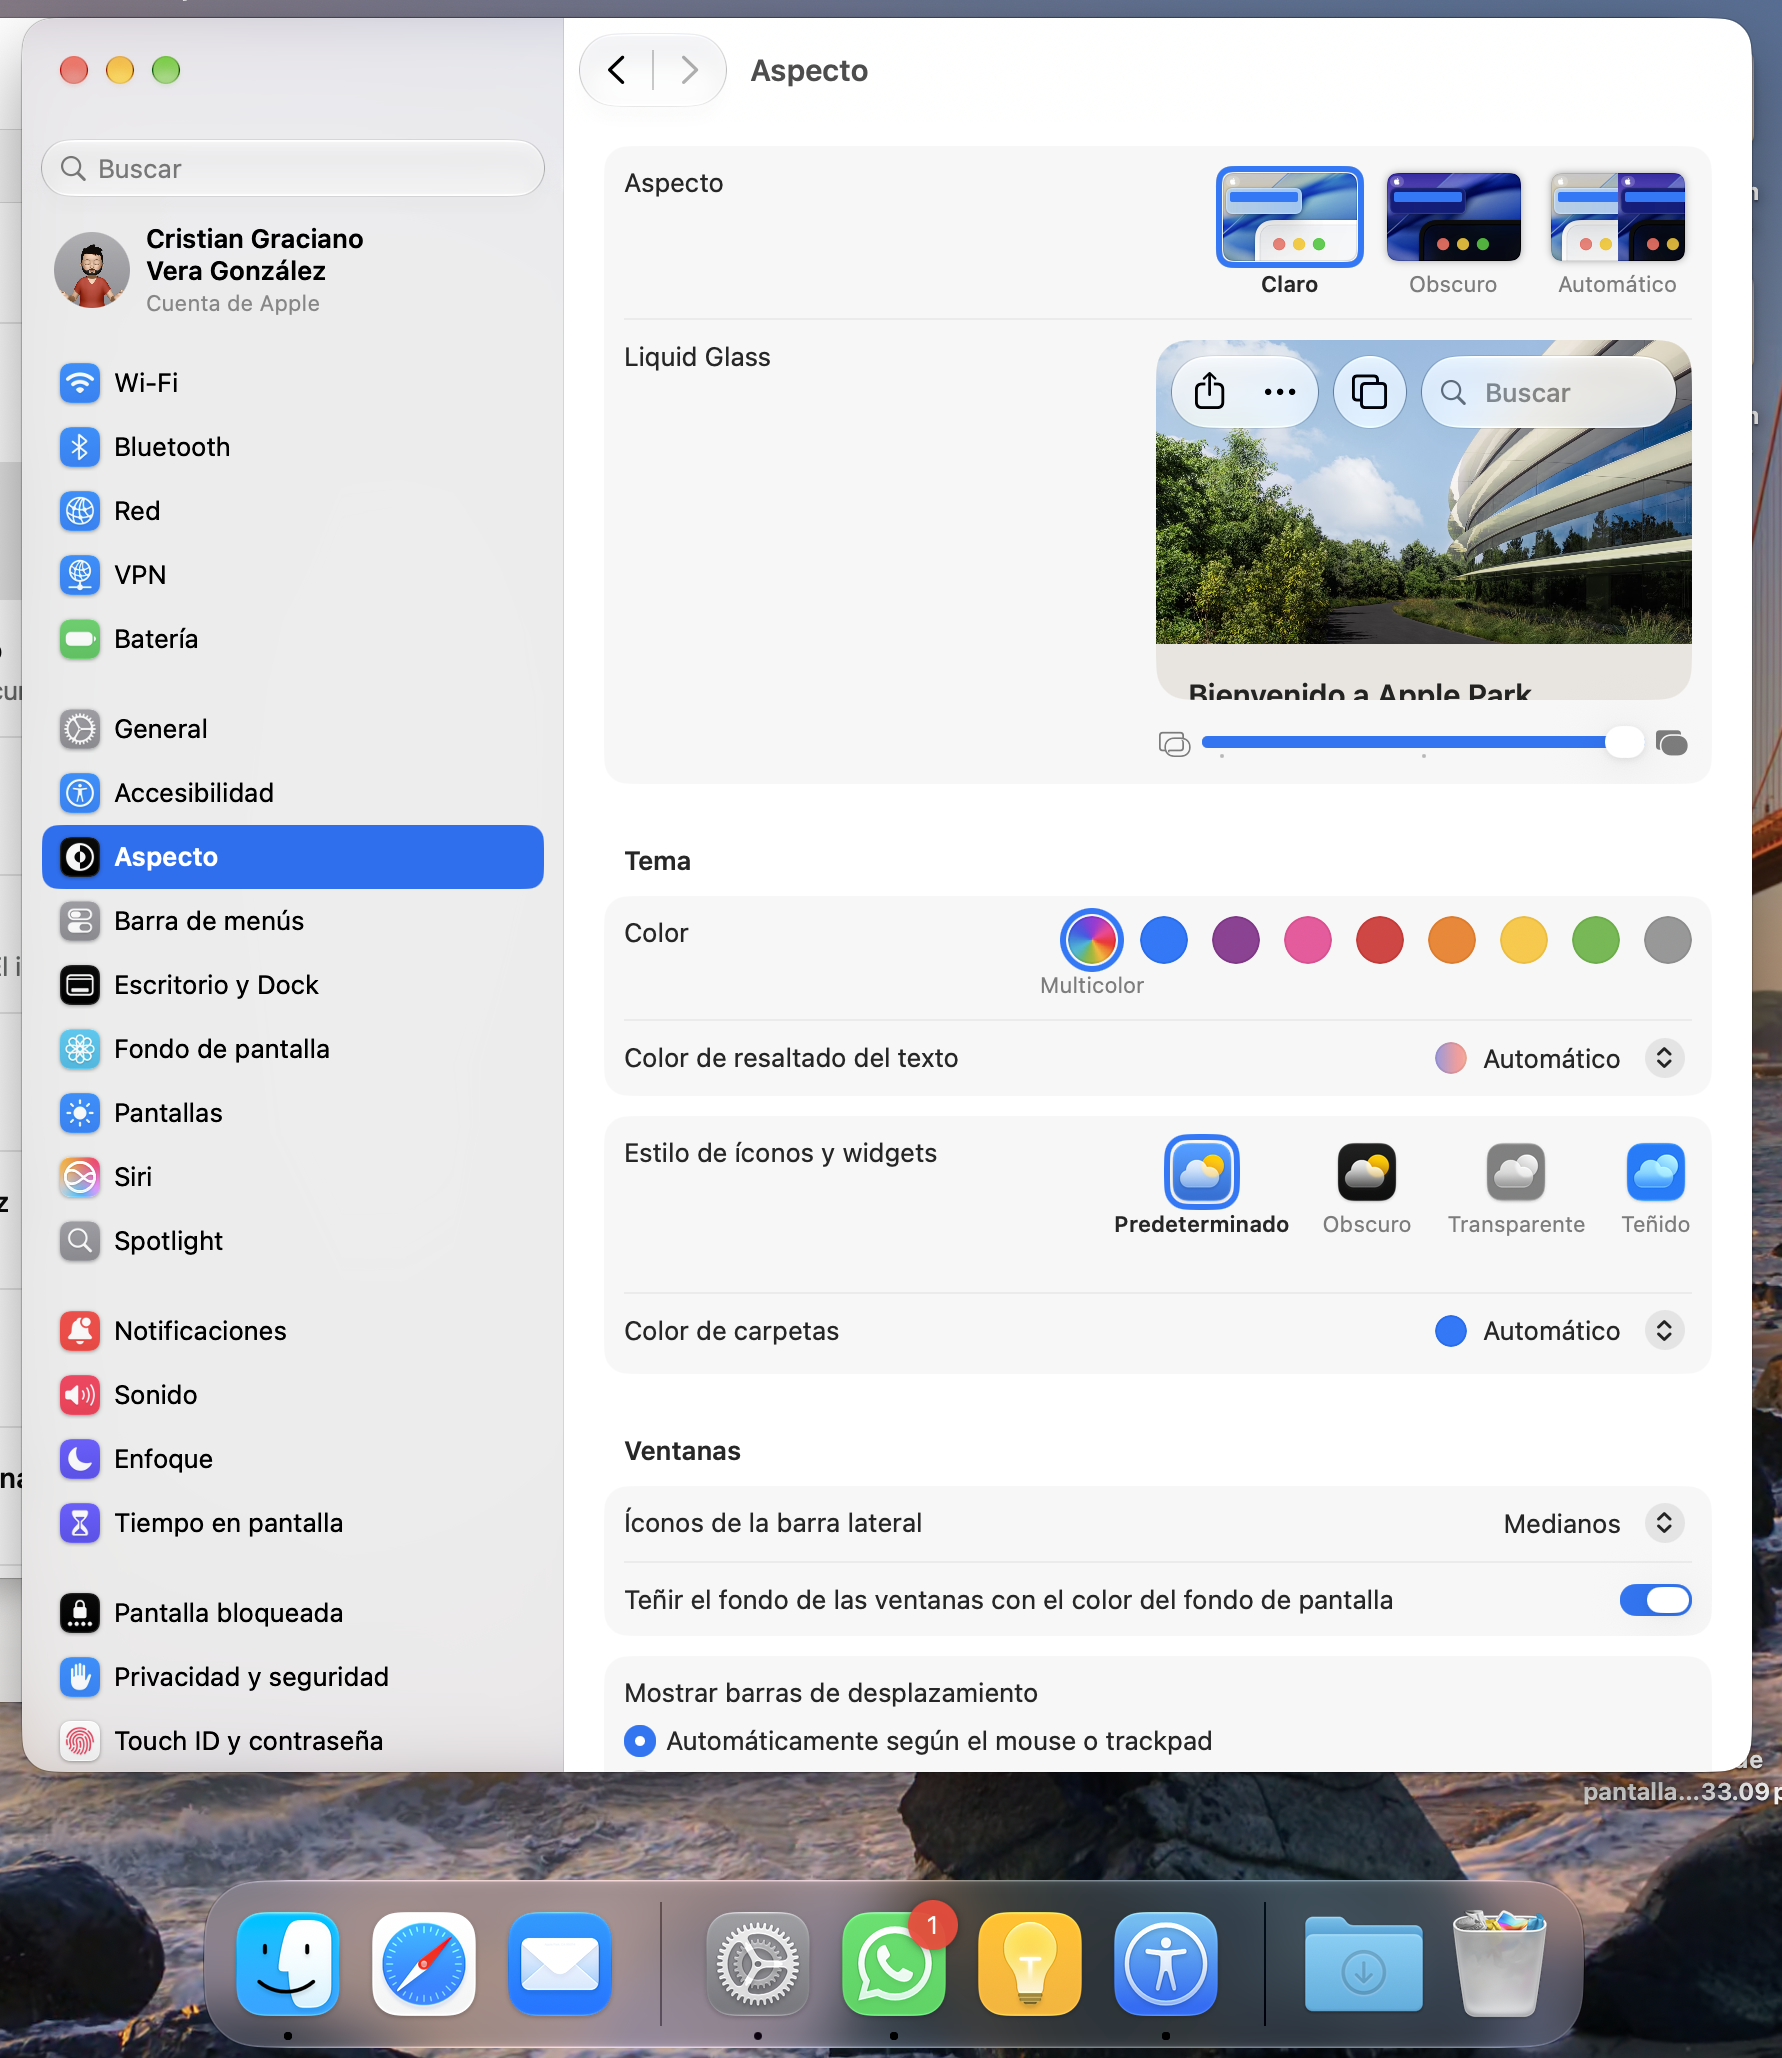 Aspecto
Buscar
Cristian Graciano
Vera González
Cuenta de Apple
Wi-Fi
Bluetooth
Red
VPN
Batería
General
Accesibilidad
Aspecto
Barra de menús
Escritorio y Dock
Fondo de pantalla
Pantallas
Siri
Spotlight
Notificaciones
Sonido
Enfoque
Tiempo en pantalla
Pantalla bloqueada
Privacidad y seguridad
Touch ID y contraseña
Aspecto
Claro
Obscuro
Automático
Liquid Glass
Buscar
Bienvenido a Apple Park
Tema
Color
Multicolor
Color de resaltado del texto
Automático
Estilo de íconos y widgets
Predeterminado
Obscuro
Transparente
Teñido
Color de carpetas
Automático
Ventanas
Íconos de la barra lateral
Medianos
Teñir el fondo de las ventanas con el color del fondo de pantalla
Mostrar barras de desplazamiento
Automáticamente según el mouse o trackpad
de
pantalla...33.09
1